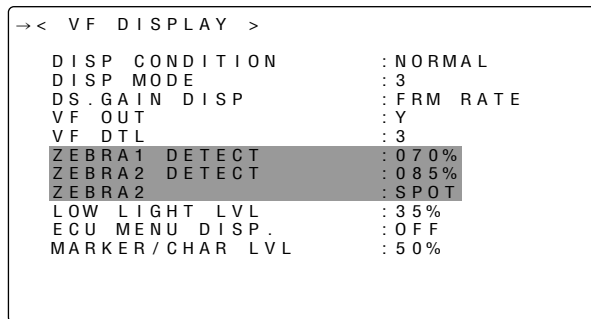 →< VF DISPLAY >
DISP CONDITION :NORMAL
DISP MODE :3
DS.GAIN DISP :FRM RATE
VF OUT :Y
VF DTL :3
ZEBRA1 DETECT :070%
ZEBRA2 DETECT :085%
ZEBRA2 :SPOT
LOW LIGHT LVL :35%
ECU MENU DISP. :OFF
MARKER/CHAR LVL :50%